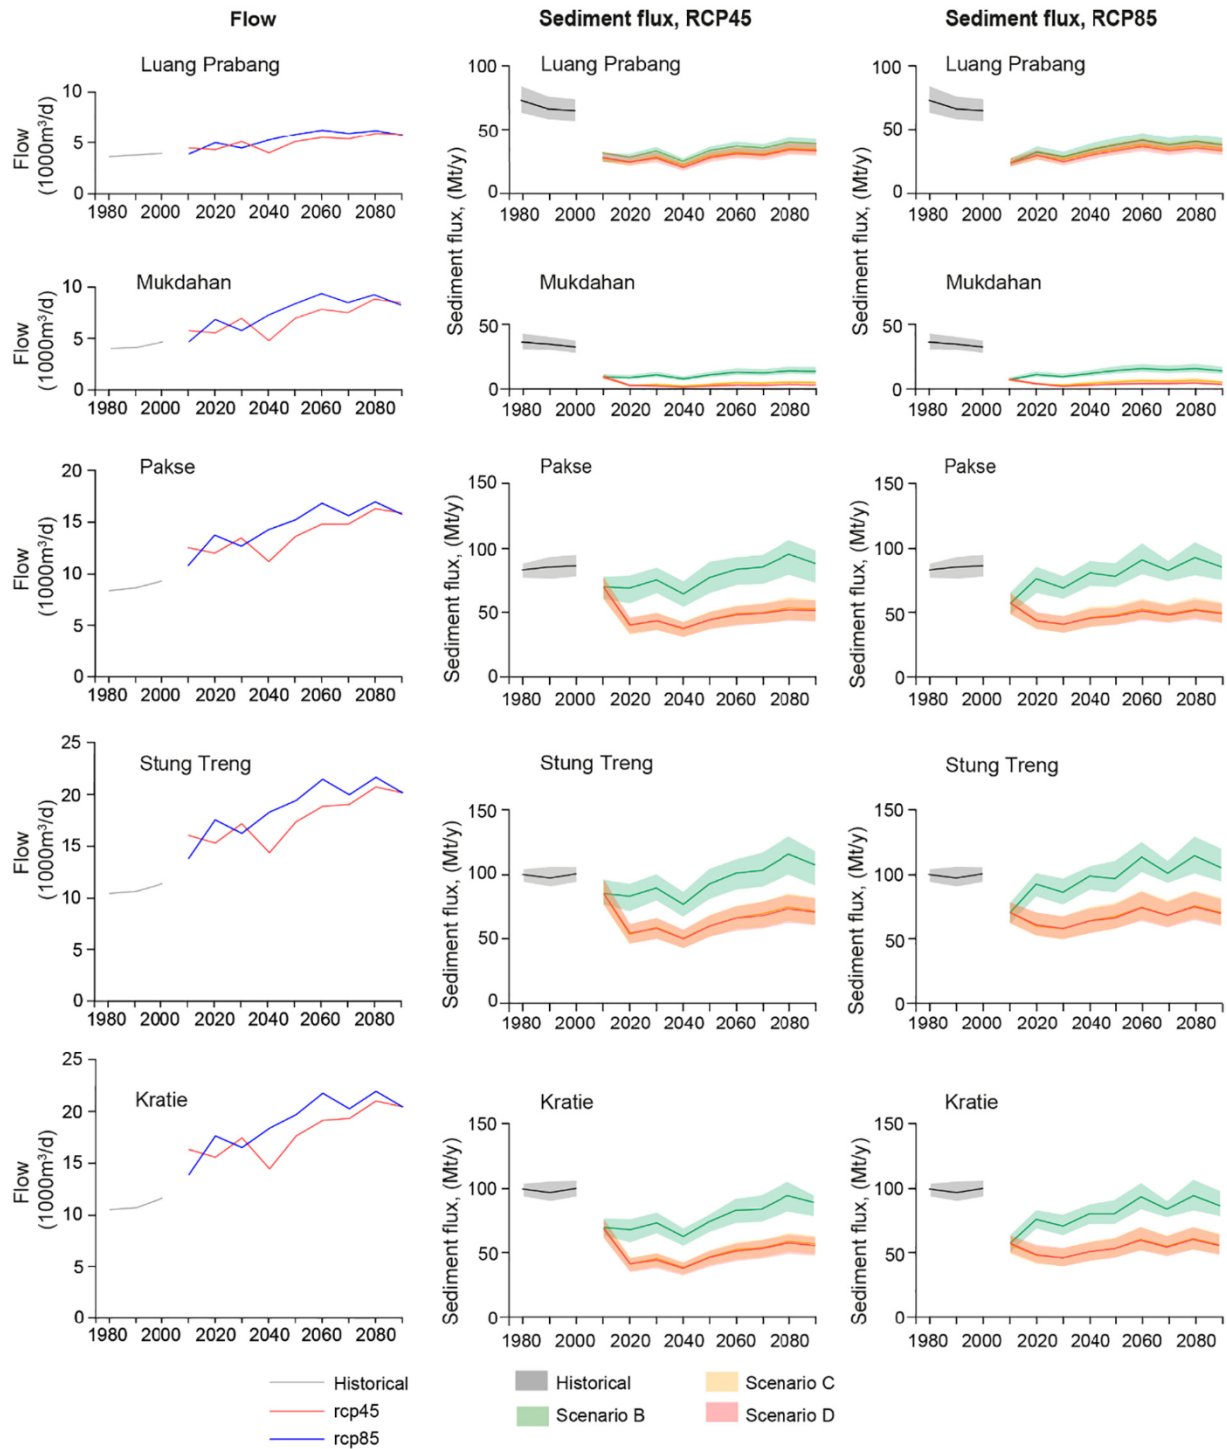 Flow
Sediment flux, RCP45
Sediment flux, RCP85
Luang Prabang
Flow
(1000m³/d)
10
5
0
1980 2000 2020 2040 2060 2080
Luang Prabang
Sediment flux, (Mt/y)
100
50
0
1980 2000 2020 2040 2060 2080
Luang Prabang
Sediment flux, (Mt/y)
100
50
0
1980 2000 2020 2040 2060 2080
Mukdahan
Flow
(1000m³/d)
10
5
0
1980 2000 2020 2040 2060 2080
Mukdahan
50
0
1980 2000 2020 2040 2060 2080
Mukdahan
50
0
1980 2000 2020 2040 2060 2080
Pakse
Flow
(1000m³/d)
20
15
10
5
0
1980 2000 2020 2040 2060 2080
Pakse
Sediment flux, (Mt/y)
150
100
50
0
1980 2000 2020 2040 2060 2080
Pakse
Sediment flux, (Mt/y)
150
100
50
0
1980 2000 2020 2040 2060 2080
Stung Treng
Flow
(1000m³/d)
25
20
15
10
5
0
1980 2000 2020 2040 2060 2080
Stung Treng
Sediment flux, (Mt/y)
150
100
50
0
1980 2000 2020 2040 2060 2080
Stung Treng
Sediment flux, (Mt/y)
150
100
50
0
1980 2000 2020 2040 2060 2080
Kratie
Flow
(1000m³/d)
25
20
15
10
5
0
1980 2000 2020 2040 2060 2080
Kratie
Sediment flux, (Mt/y)
150
100
50
0
1980 2000 2020 2040 2060 2080
Kratie
Sediment flux, (Mt/y)
150
100
50
0
1980 2000 2020 2040 2060 2080
Historical
rcp45
rcp85
Historical
Scenario B
Scenario C
Scenario D